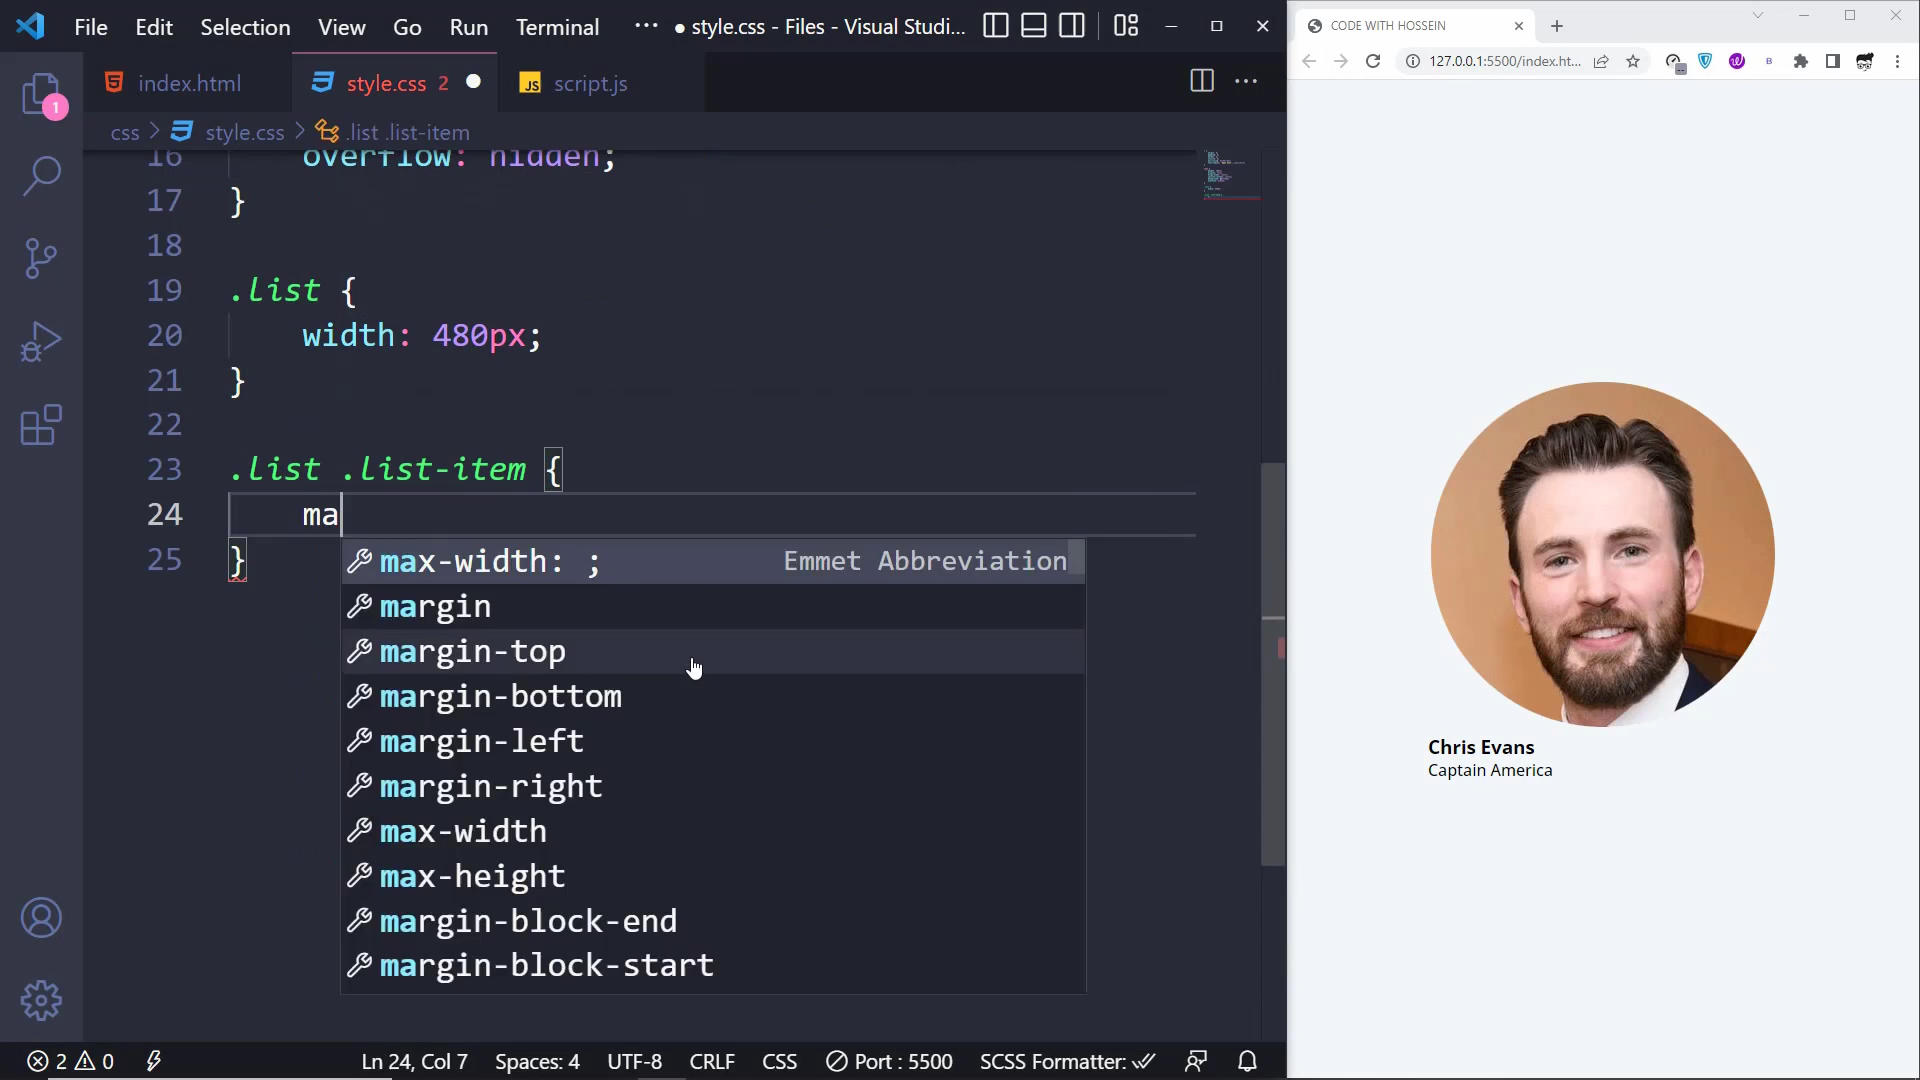 File Edit Selection View Go Run Terminal ··· ● style.css - Files - Visual Studi...
index.html style.css 2 JS script.js
1
css > style.css > .list .list-item
16 overflow: hidden;
17 }
18
19 .list {
20 width: 480px;
21 }
22
23 .list .list-item {
24 ma
25 }
max-width: ; Emmet Abbreviation
margin
margin-top
margin-bottom
margin-left
margin-right
max-width
max-height
margin-block-end
margin-block-start
2 0 Ln 24, Col 7 Spaces: 4 UTF-8 CRLF CSS Port : 5500 SCSS Formatter:
CODE WITH HOSSEIN
127.0.0.1:5500/index.ht...
B
Chris Evans
Captain America